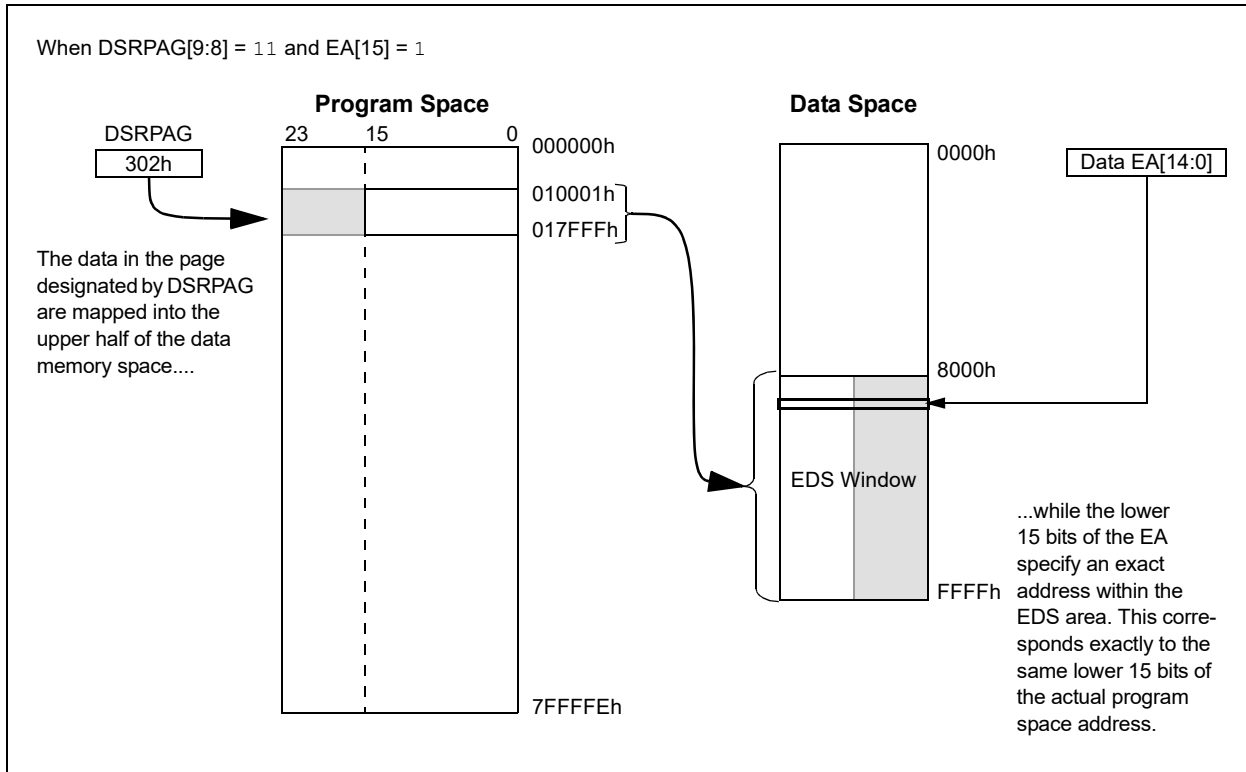 When DSRPAG[9:8] = 11 and EA[15] = 1
Program Space
Data Space
DSRPAG
302h
23
15
0
000000h
010001h
017FFFh
The data in the page
designated by DSRPAG
are mapped into the
upper half of the data
memory space....
7FFFFEh
0000h
Data EA[14:0]
8000h
EDS Window
FFFFh
...while the lower
15 bits of the EA
specify an exact
address within the
EDS area. This corre-
sponds exactly to the
same lower 15 bits of
the actual program
space address.